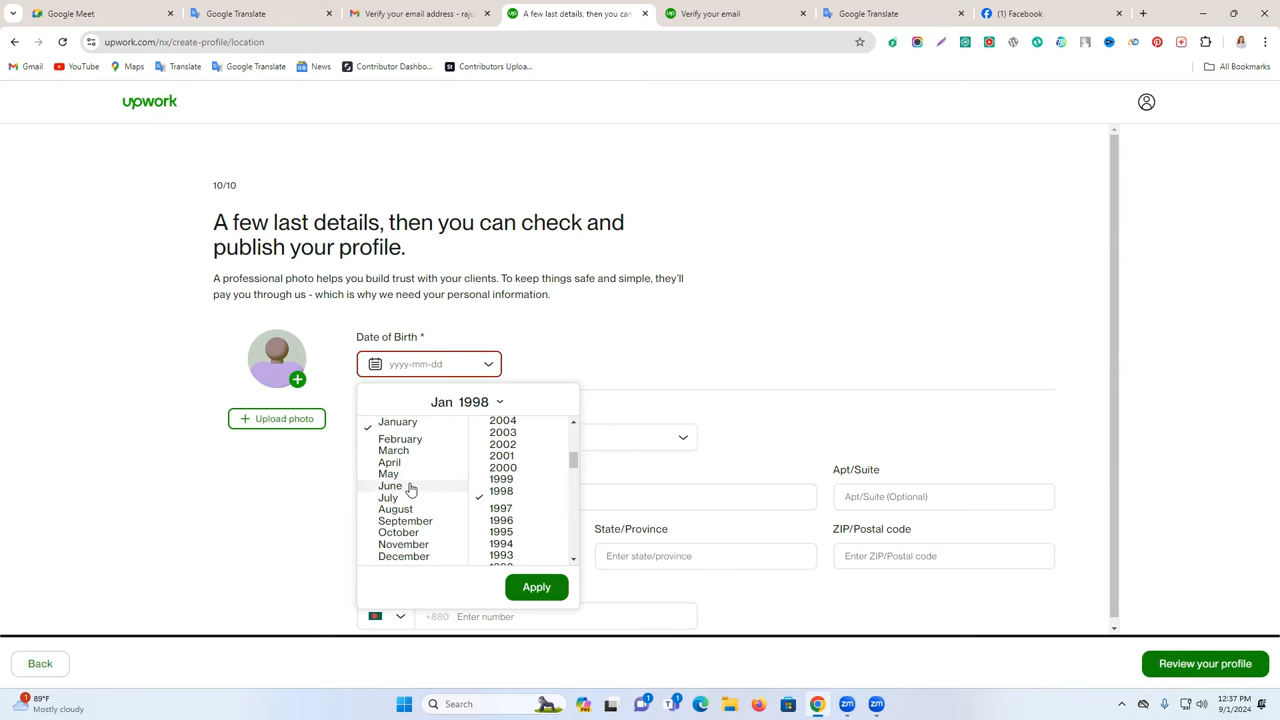 Google Meet
Google Translate
Verify your email address - raju
A few last details, then you can
Verify your email
Google Translate
(1) Facebook
upwork.com/nx/create-profile/location
Gmail
YouTube
Maps
Translate
Google Translate
News
Contributor Dashbo...
Contributors Uploa...
All Bookmarks
upwork
10/10
A few last details, then you can check and
publish your profile.
A professional photo helps you build trust with your clients. To keep things safe and simple, they'll
pay you through us - which is why we need your personal information.
Date of Birth *
yyyy-mm-dd
+ Upload photo
Jan 1998
January
February
March
April
May
June
July
August
September
October
November
December
2004
2003
2002
2001
2000
1999
1998
1997
1996
1995
1994
1993
Apply
Apt/Suite
Apt/Suite (Optional)
State/Province
Enter state/province
ZIP/Postal code
Enter ZIP/Postal code
+880 Enter number
Back
Review your profile
1
89°F
Mostly cloudy
Search
1
1
12:37 PM
9/1/2024